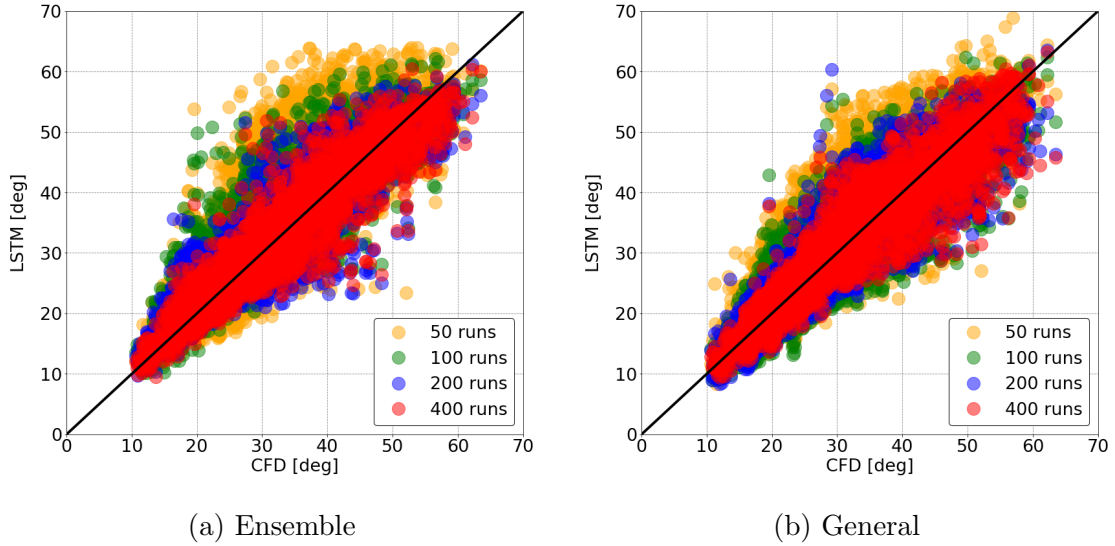 70
60
50
40
30
20
10
0
LSTM [deg]
0 10 20 30 40 50 60 70
CFD [deg]
50 runs
100 runs
200 runs
400 runs
(a) Ensemble
70
60
50
40
30
20
10
0
LSTM [deg]
0 10 20 30 40 50 60 70
CFD [deg]
50 runs
100 runs
200 runs
400 runs
(b) General